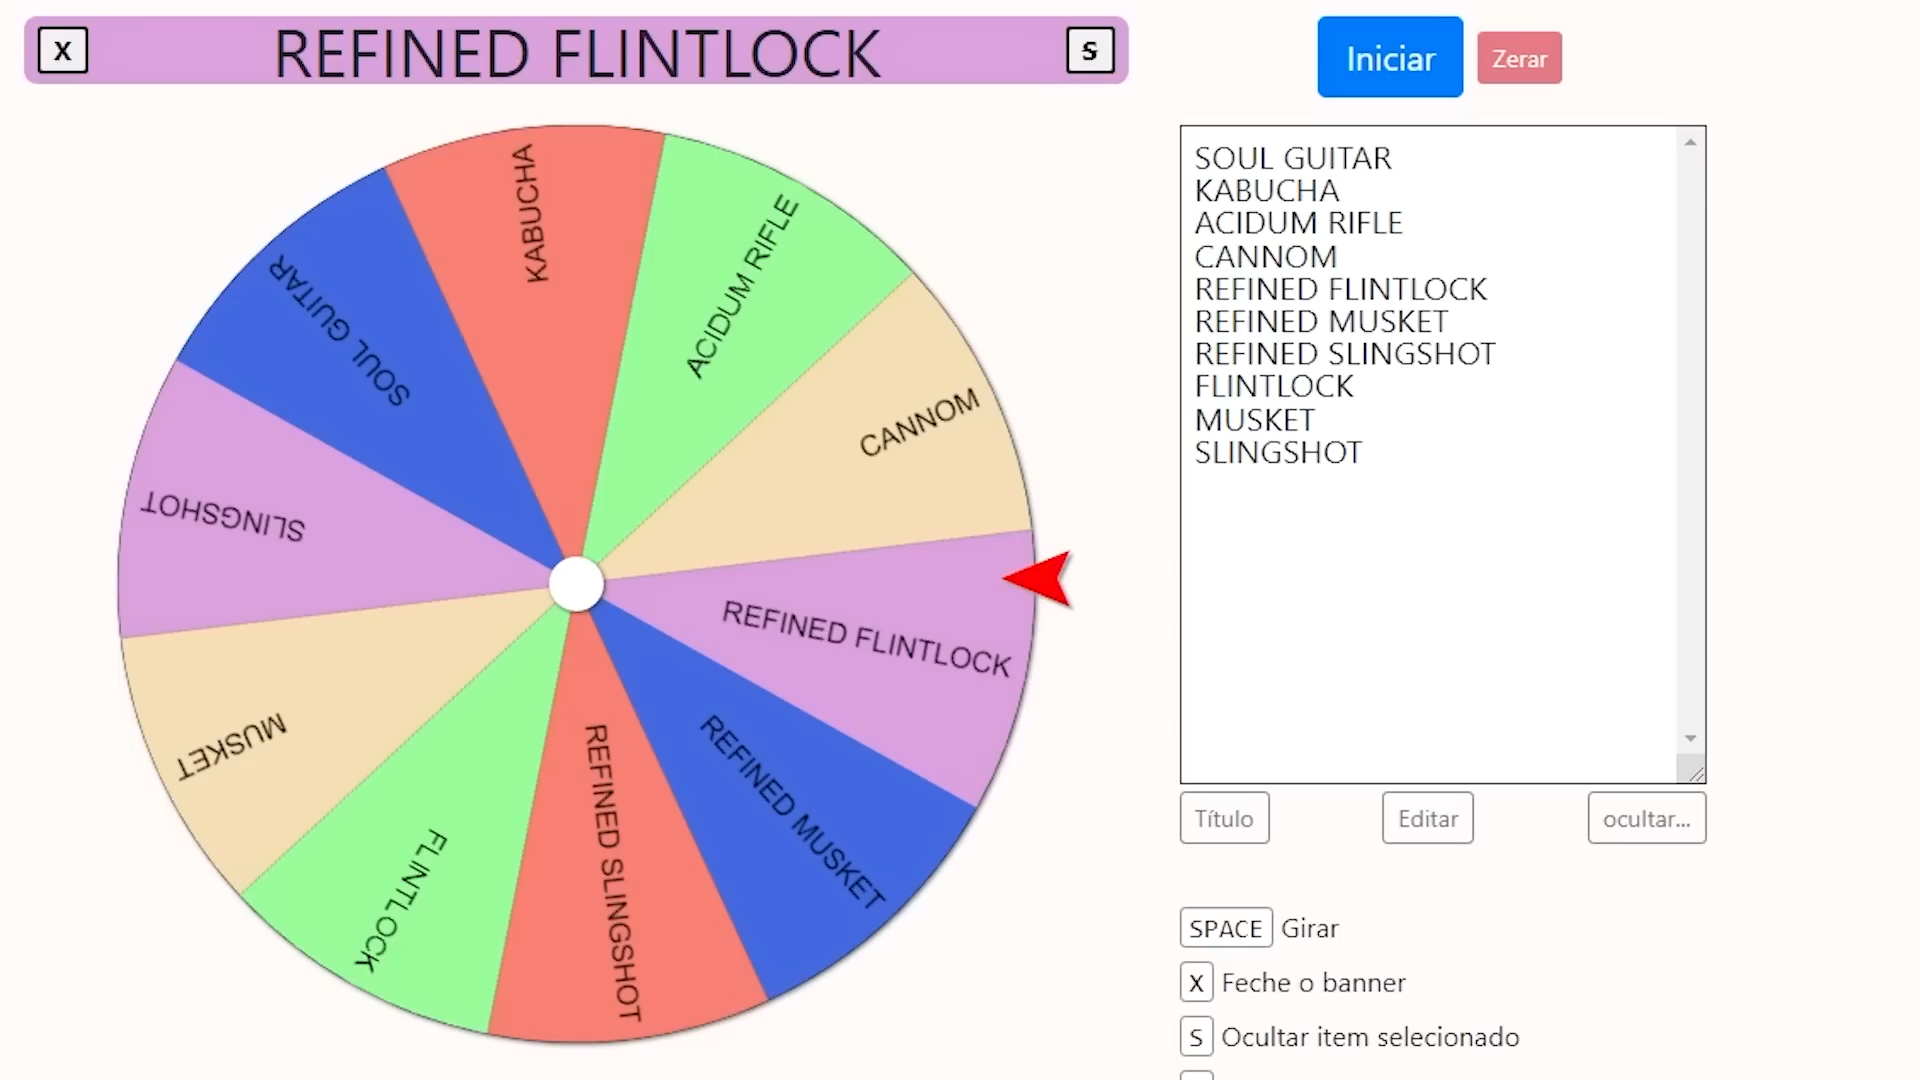 X
REFINED FLINTLOCK
S
Iniciar
Zerar
KABUCHA
ACIDUM RIFLE
CANNOM
REFINED FLINTLOCK
REFINED MUSKET
REFINED SLINGSHOT
FLINTLOCK
MUSKET
SLINGSHOT
SOUL GUITAR
SOUL GUITAR
KABUCHA
ACIDUM RIFLE
CANNOM
REFINED FLINTLOCK
REFINED MUSKET
REFINED SLINGSHOT
FLINTLOCK
MUSKET
SLINGSHOT
Título
Editar
ocultar...
SPACE Girar
X Feche o banner
S Ocultar item selecionado